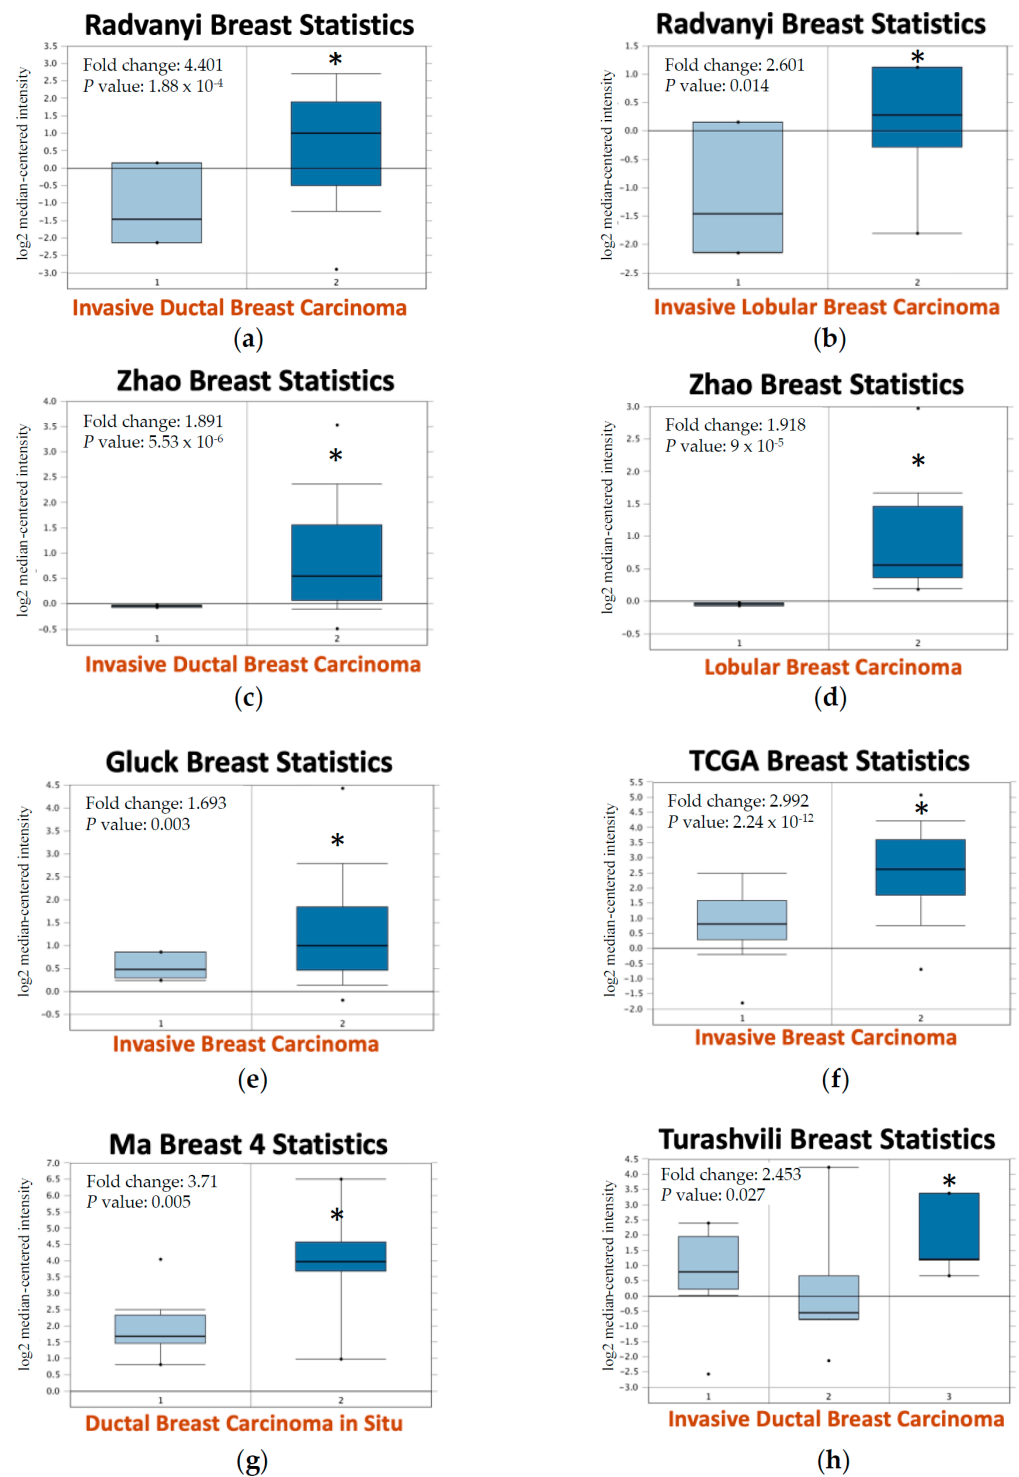 Radvanyi Breast Statistics
log2 median-centered intensity
3.5
3.0
2.5
2.0
1.5
1.0
0.5
0.0
−0.5
−1.0
−1.5
−2.0
−2.5
−3.0
Fold change: 4.401
P value: 1.88 x 10-4
*
1
2
Invasive Ductal Breast Carcinoma
(a)
Radvanyi Breast Statistics
log2 median-centered intensity
1.5
1.0
0.5
0.0
−0.5
−1.0
−1.5
−2.0
−2.5
Fold change: 2.601
P value: 0.014
*
1
2
Invasive Lobular Breast Carcinoma
(b)
Zhao Breast Statistics
log2 median-centered intensity
4.0
3.5
3.0
2.5
2.0
1.5
1.0
0.5
0.0
−0.5
Fold change: 1.891
P value: 5.53 x 10-6
*
1
2
Invasive Ductal Breast Carcinoma
(c)
Zhao Breast Statistics
log2 median-centered intensity
3.0
2.5
2.0
1.5
1.0
0.5
0.0
−0.5
Fold change: 1.918
P value: 9 x 10-5
*
1
2
Lobular Breast Carcinoma
(d)
Gluck Breast Statistics
log2 median-centered intensity
4.5
4.0
3.5
3.0
2.5
2.0
1.5
1.0
0.5
0.0
−0.5
Fold change: 1.693
P value: 0.003
*
1
2
Invasive Breast Carcinoma
(e)
TCGA Breast Statistics
log2 median-centered intensity
5.5
5.0
4.5
4.0
3.5
3.0
2.5
2.0
1.5
1.0
0.5
0.0
−0.5
−1.0
−1.5
−2.0
Fold change: 2.992
P value: 2.24 x 10-12
*
1
2
Invasive Breast Carcinoma
(f)
Ma Breast 4 Statistics
log2 median-centered intensity
7.0
6.5
6.0
5.5
5.0
4.5
4.0
3.5
3.0
2.5
2.0
1.5
1.0
0.5
0.0
Fold change: 3.71
P value: 0.005
*
1
2
Ductal Breast Carcinoma in Situ
(g)
Turashvili Breast Statistics
log2 median-centered intensity
4.5
4.0
3.5
3.0
2.5
2.0
1.5
1.0
0.5
0.0
−0.5
−1.0
−1.5
−2.0
−2.5
−3.0
Fold change: 2.453
P value: 0.027
*
1
2
3
Invasive Ductal Breast Carcinoma
(h)